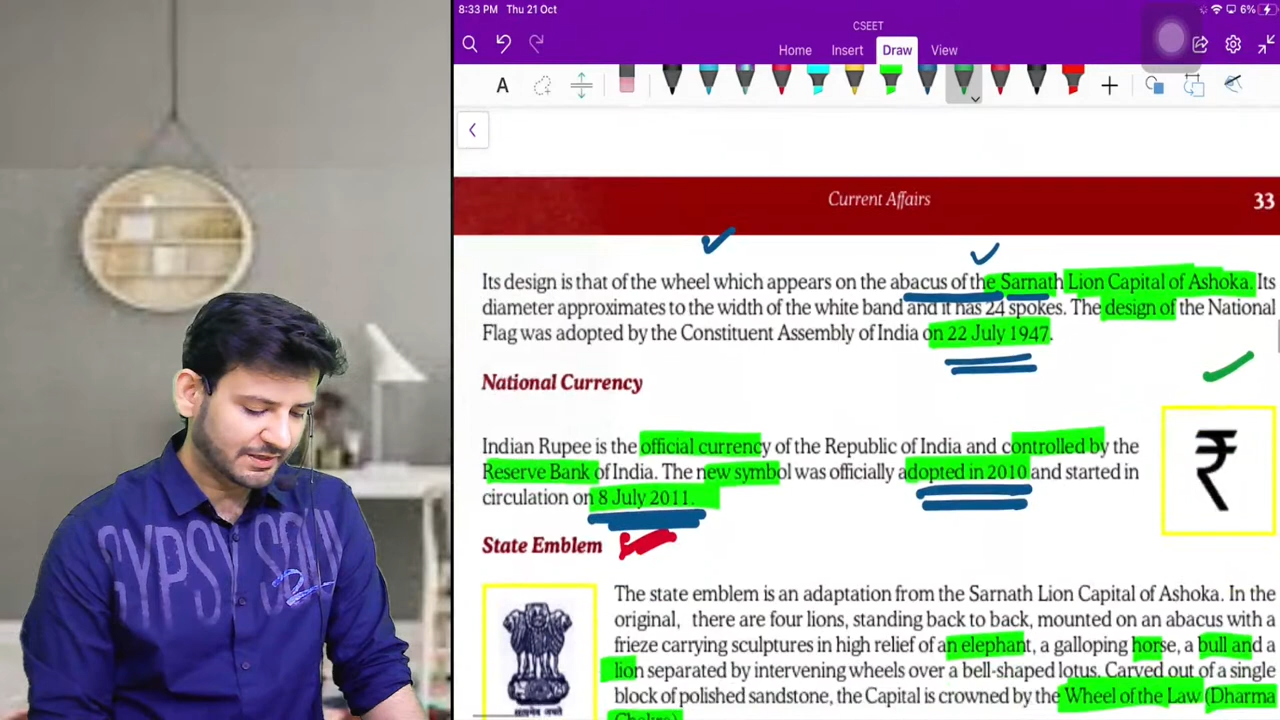 8:33 PM Thu 21 Oct
6%
CSEET
Home Insert Draw View
A
Current Affairs
33
Its design is that of the wheel which appears on the abacus of the Sarnath Lion Capital of Ashoka. Its
diameter approximates to the width of the white band and it has 24 spokes. The design of the National
Flag was adopted by the Constituent Assembly of India on 22 July 1947.
National Currency
Indian Rupee is the official currency of the Republic of India and controlled by the
Reserve Bank of India. The new symbol was officially adopted in 2010 and started in
circulation on 8 July 2011.
₹
State Emblem
The state emblem is an adaptation from the Sarnath Lion Capital of Ashoka. In the
original, there are four lions, standing back to back, mounted on an abacus with a
frieze carrying sculptures in high relief of an elephant, a galloping horse, a bull and a
lion separated by intervening wheels over a bell-shaped lotus. Carved out of a single
block of polished sandstone, the Capital is crowned by the Wheel of the Law (Dharma
Chakra)
सत्यमेव जयते
GYPSY SOUL